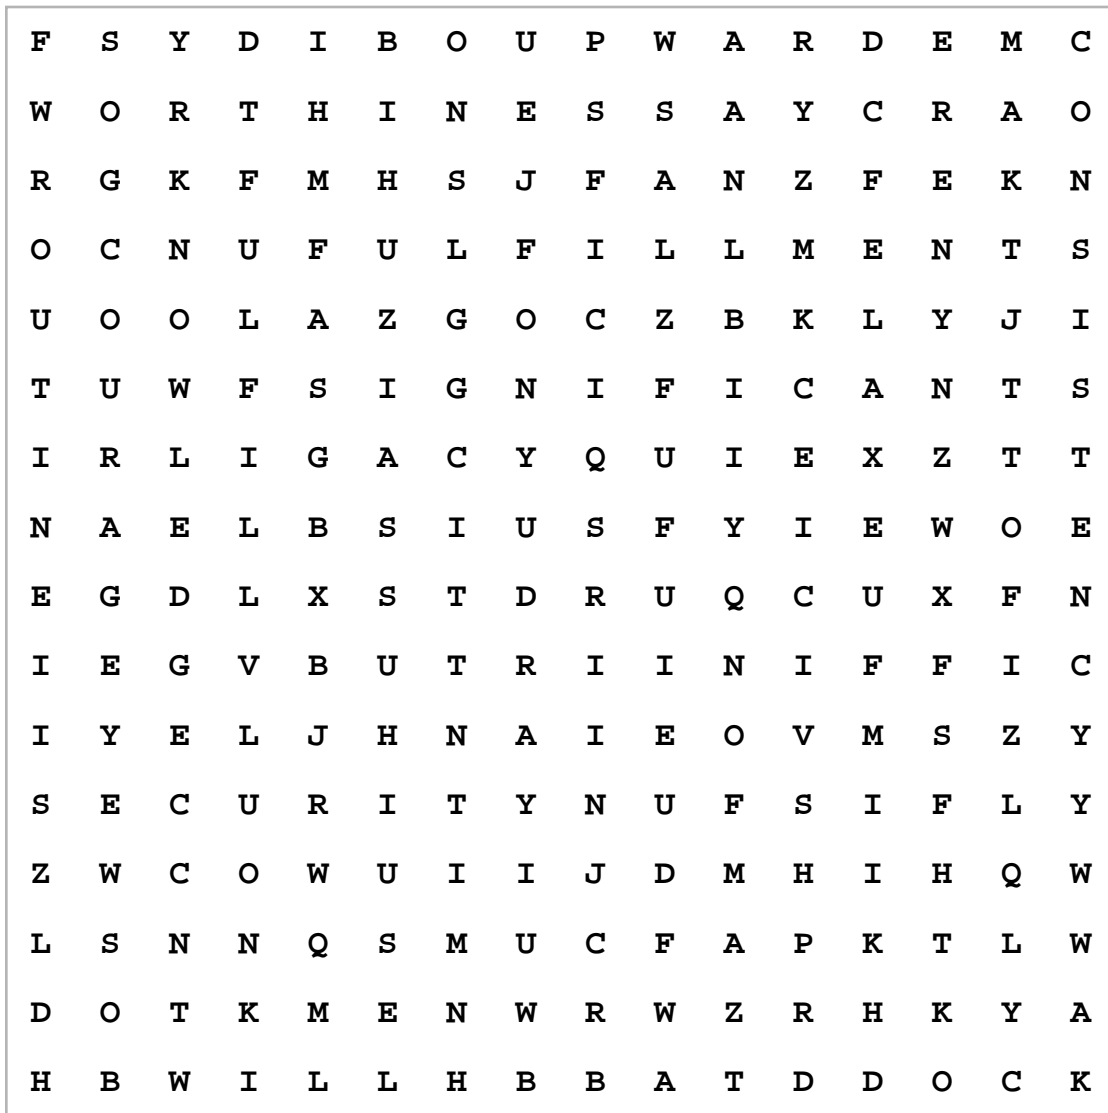 F S Y D I B O U P W A R D E M C
W O R T H I N E S S A Y C R A O
R G K F M H S J F A N Z F E K N
O C N U F U L F I L L M E N T S
U O O L A Z G O C Z B K L Y J I
T U W F S I G N I F I C A N T S
I R L I G A C Y Q U I E X Z T T
N A E L B S I U S F Y I E W O E
E G D L X S T D R U Q C U X F N
I E G V B U T R I I N I F F I C
I Y E L J H N A I E O V M S Z Y
S E C U R I T Y N U F S I F L Y
Z W C O W U I I J D M H I H Q W
L S N N Q S M U C F A P K T L W
D O T K M E N W R W Z R H K Y A
H B W I L L H B B A T D D O C K